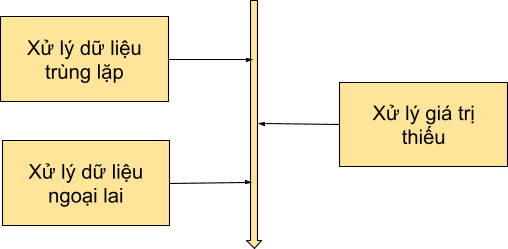 Xử lý dữ liệu
trùng lặp
Xử lý giá trị
thiếu
Xử lý dữ liệu
ngoại lai